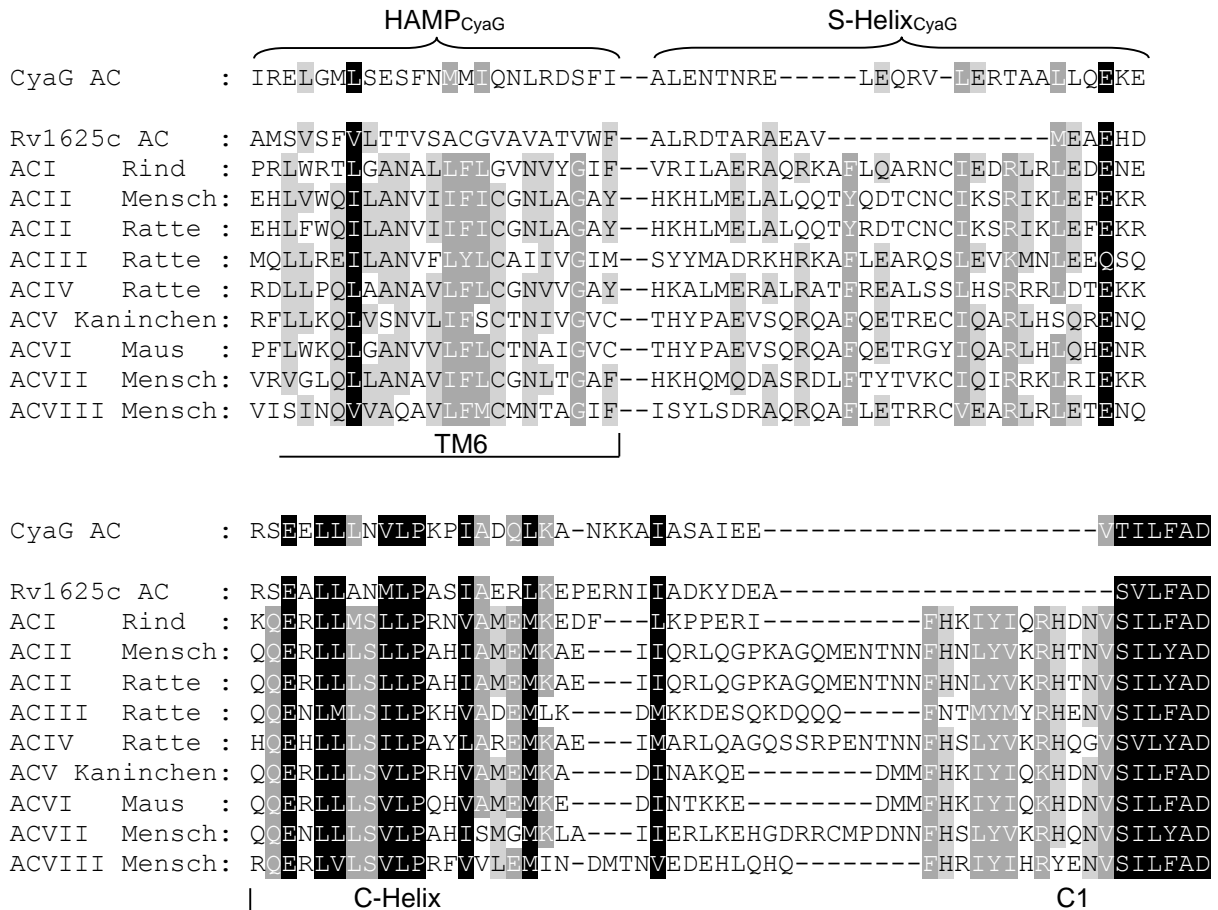 HAMPCyaG S-HelixCyaG
CyaG AC : IRELGMLSESFNMMIQNLRDSFI--ALENTNRE-----LEQRV-LERTAALLQEKE
Rv1625c AC : AMSVSFVLTTVSACGVAVATVWF--ALRDTARAEAV--------------MEAEHD
ACI Rind : PRLWRTLGANALLFLGVNVYGIF--VRILAERAQRKAFLQARNCIEDRLRLEDENE
ACII Mensch: EHLVWQILANVIIFICGNLAGAY--HKHLMELALQQTYQDTCNCIKSRIKLEFEKR
ACII Ratte : EHLFWQILANVIIFICGNLAGAY--HKHLMELALQQTYRDTCNCIKSRIKLEFEKR
ACIII Ratte : MQLLREILANVFLYLCAIIVGIM--SYYMADRKHRKAFLEARQSLEVKMNLEEQSQ
ACIV Ratte : RDLLPQLAANAVLFLCGNVVGAY--HKALMERALRATFREALSSLHSRRRLDTEKK
ACV Kaninchen: RFLLKQLVSNVLIFSCTNIVGVC--THYPAEVSQRQAFQETRECIQARLHSQRENQ
ACVI Maus : PFLWKQLGANVVLFLCTNAIGVC--THYPAEVSQRQAFQETRGYIQARLHLQHENR
ACVII Mensch: VRVGLQLLANAVIFLCGNLTGAF--HKHQMQDASRDLFTYTVKCIQIRRKLRIEKR
ACVIII Mensch: VISINQVVAQAVLFMCMNTAGIF--ISYLSDRAQRQAFLETRRCVEARLRLETENQ
TM6
CyaG AC : RSEELLLNVLPKPIADQLKA-NKKAIASAIEE---------------------VTILFAD
Rv1625c AC : RSEALLANMLPASIAERLKEPERNIIADKYDEA---------------------SVLFAD
ACI Rind : KQERLLMSLLPRNVAMEMKEDF---LKPPERI----------FHKIYIQRHDNVSILFAD
ACII Mensch: QQERLLLSLLPAHIAMEMKAE---IIQRLQGPKAGQMENTNNFHNLYVKRHTNVSILYAD
ACII Ratte : QQERLLLSLLPAHIAMEMKAE---IIQRLQGPKAGQMENTNNFHNLYVKRHTNVSILYAD
ACIII Ratte : QQENLMLSILPKHVADEMLK----DMKKDESQKDQQQ-----FNTMYMYRHENVSILFAD
ACIV Ratte : HQEHLLLSILPAYLAREMKAE---IMARLQAGQSSRPENTNNFHSLYVKRHQGVSVLYAD
ACV Kaninchen: QQERLLLSVLPRHVAMEMKA----DINAKQE--------DMMFHKIYIQKHDNVSILFAD
ACVI Maus : QQERLLLSVLPQHVAMEMKE----DINTKKE--------DMMFHKIYIQKHDNVSILFAD
ACVII Mensch: QQENLLLSVLPAHISMGMKLA---IIERLKEHGDRRCMPDNNFHSLYVKRHQNVSILYAD
ACVIII Mensch: RQERLVLSVLPRFVVLEMIN-DMTNVEDEHLQHQ--------FHRIYIHRYENVSILFAD
C-Helix C1